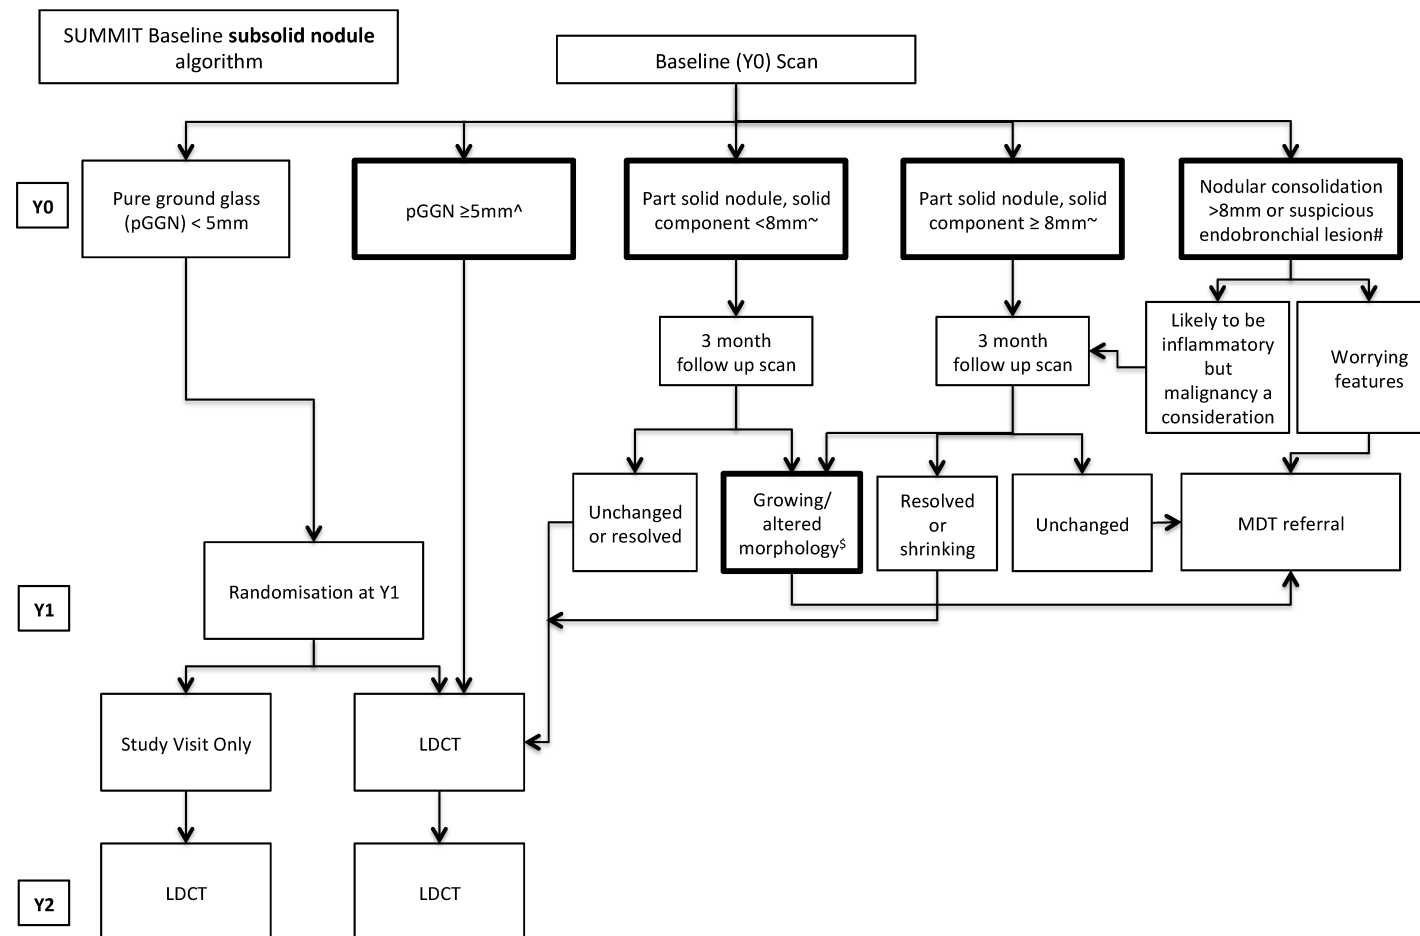 SUMMIT Baseline subsolid nodule
algorithm
Baseline (Y0) Scan
Y0
Pure ground glass
(pGGN) < 5mm
pGGN ≥5mm^
Part solid nodule, solid
component <8mm~
Part solid nodule, solid
component ≥ 8mm~
Nodular consolidation
>8mm or suspicious
endobronchial lesion#
3 month
follow up scan
3 month
follow up scan
Likely to be
inflammatory
but
malignancy a
consideration
Worrying
features
Unchanged
or resolved
Growing/
altered
morphology$
Resolved
or
shrinking
Unchanged
MDT referral
Y1
Randomisation at Y1
Study Visit Only
LDCT
Y2
LDCT
LDCT